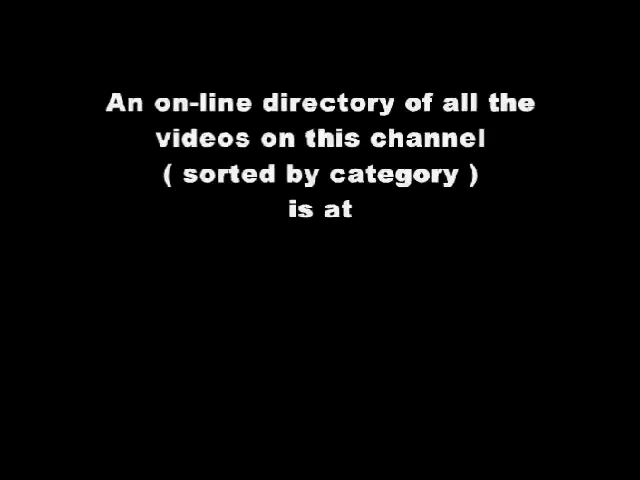 An on-line directory of all the
videos on this channel
( sorted by category )
is at